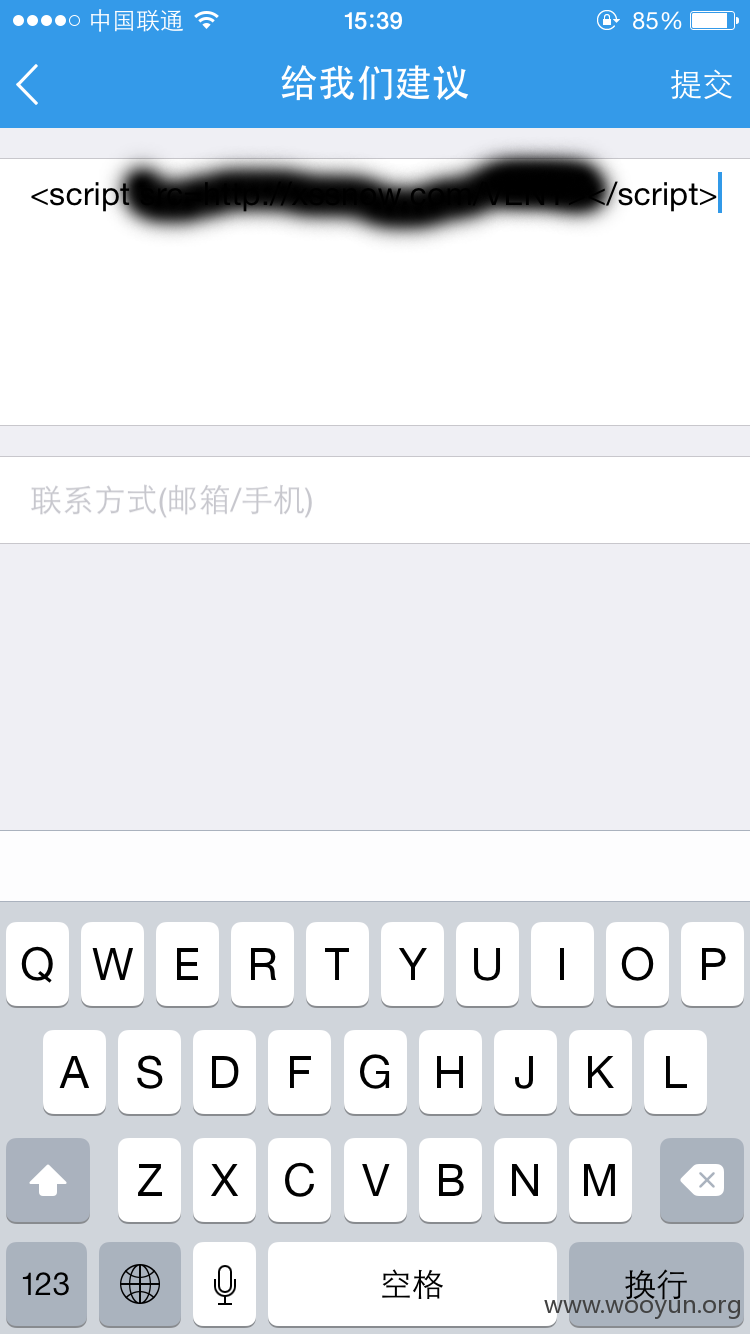 中国联通 15:39 85%
给我们建议 提交
<script </script>
联系方式(邮箱/手机)
Q W E R T Y U I O P
A S D F G H J K L
Z X C V B N M
123 空格 换行
www.wooyun.org